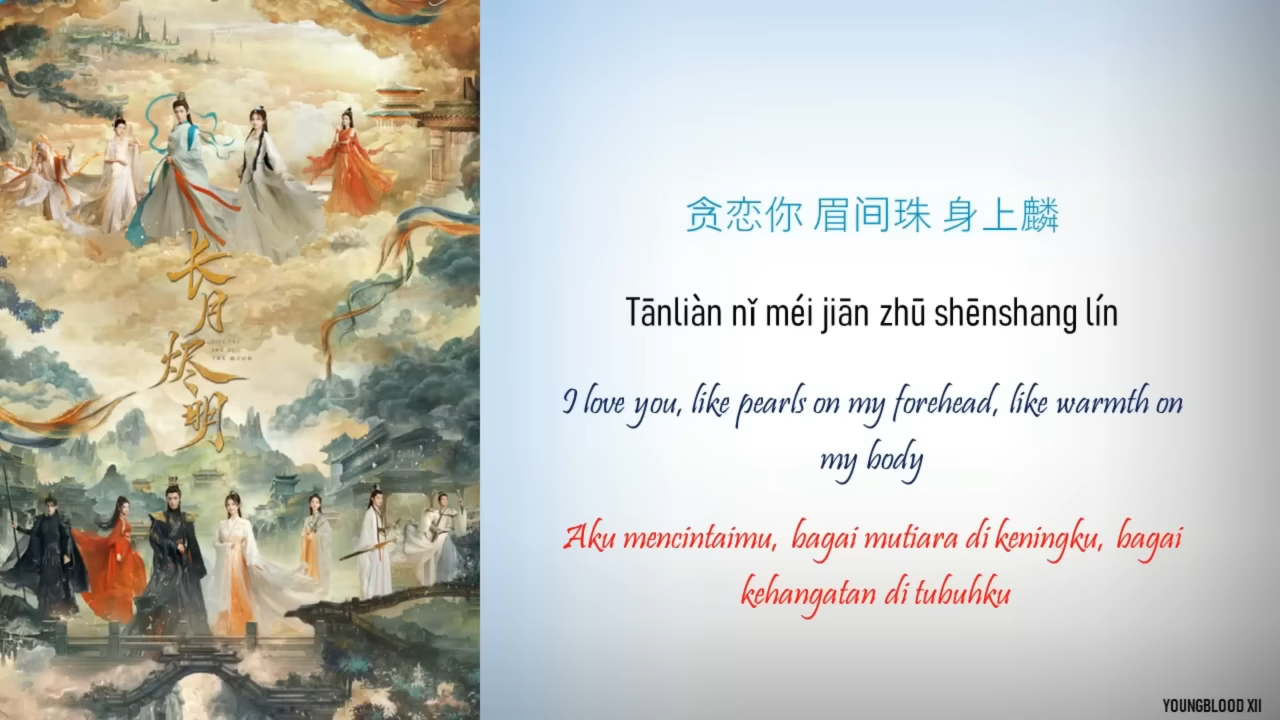 长
月
烬
明
贪恋你 眉间珠 身上麟
Tānliàn nǐ méi jiān zhū shēnshang lín
I love you, like pearls on my forehead, like warmth on
my body
Aku mencintaimu, bagai mutiara di keningku, bagai
kehangatan di tubuhku
YOUNGBLOOD XII